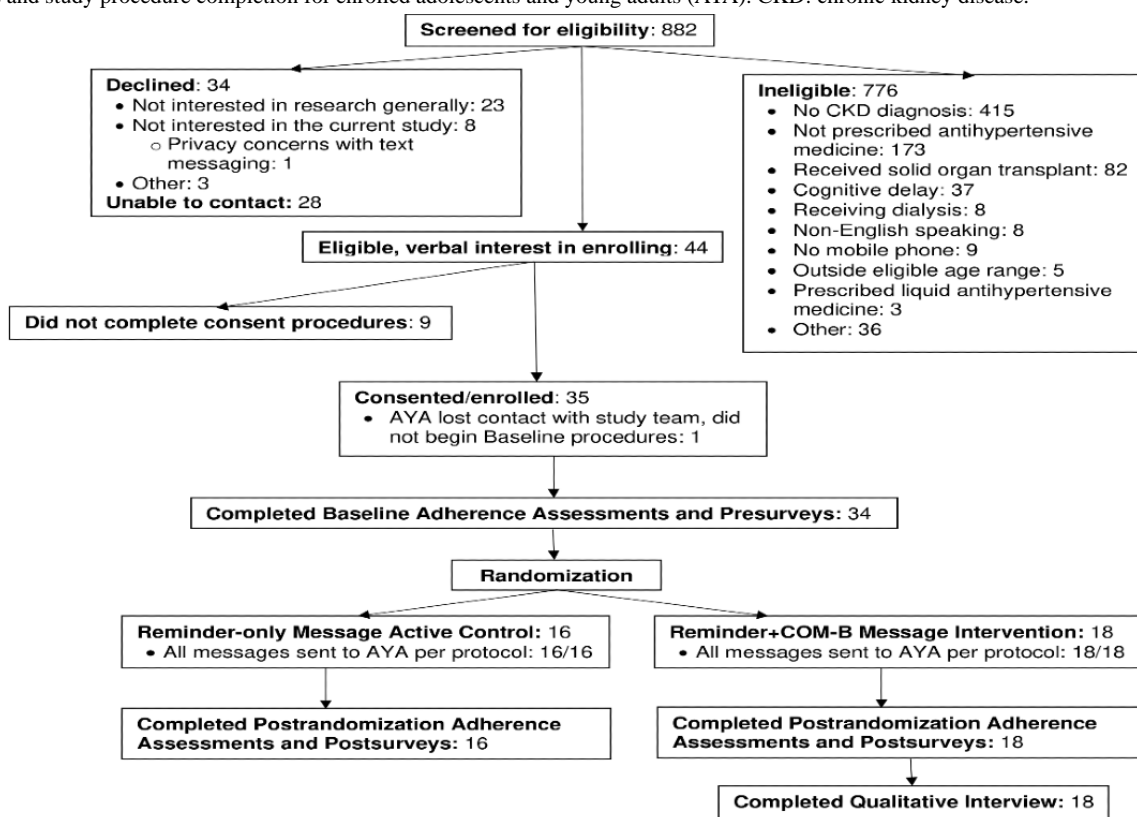 and study procedure completion for enrolled adolescents and young adults (AYA). CKD: chronic kidney disease.
Screened for eligibility: 882
Declined: 34
• Not interested in research generally: 23
• Not interested in the current study: 8
○ Privacy concerns with text
messaging: 1
• Other: 3
Unable to contact: 28
Ineligible: 776
• No CKD diagnosis: 415
• Not prescribed antihypertensive
medicine: 173
• Received solid organ transplant: 82
• Cognitive delay: 37
• Receiving dialysis: 8
• Non-English speaking: 8
• No mobile phone: 9
• Outside eligible age range: 5
• Prescribed liquid antihypertensive
medicine: 3
• Other: 36
Eligible, verbal interest in enrolling: 44
Did not complete consent procedures: 9
Consented/enrolled: 35
• AYA lost contact with study team, did
not begin Baseline procedures: 1
Completed Baseline Adherence Assessments and Presurveys: 34
Randomization
Reminder-only Message Active Control: 16
• All messages sent to AYA per protocol: 16/16
Reminder+COM-B Message Intervention: 18
• All messages sent to AYA per protocol: 18/18
Completed Postrandomization Adherence
Assessments and Postsurveys: 16
Completed Postrandomization Adherence
Assessments and Postsurveys: 18
Completed Qualitative Interview: 18